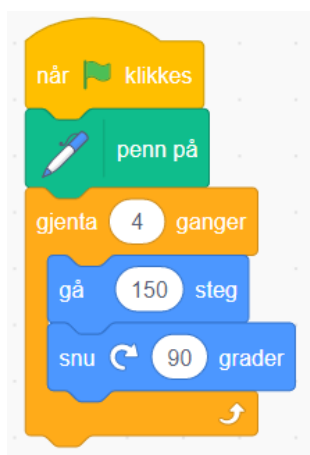 når klikkes
penn på
gjenta 4 ganger
gå 150 steg
snu 90 grader